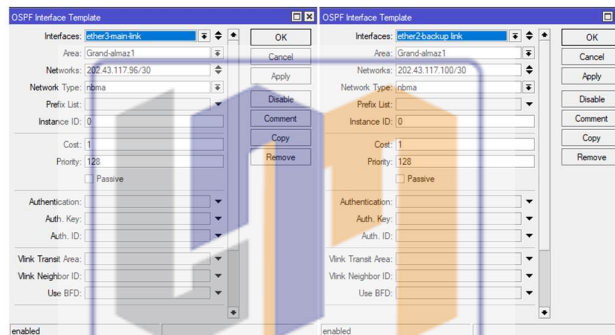 OSPF Interface Template
Interfaces: ether3-main-link
OK
Area: Grand-almaz1
Cancel
Networks: 202.43.117.96/30
Apply
Network Type: nbma
Prefix List:
Disable
Instance ID: 0
Comment
Cost: 1
Copy
Priority: 128
Remove
Passive
Authentication:
Auth. Key:
Auth. ID:
Vlink Transit Area:
Vlink Neighbor ID:
Use BFD:
enabled
OSPF Interface Template
Interfaces: ether2-backup link
OK
Area: Grand-almaz1
Cancel
Networks: 202.43.117.100/30
Apply
Network Type: nbma
Prefix List:
Disable
Instance ID: 0
Comment
Cost: 1
Copy
Priority: 128
Remove
Passive
Authentication:
Auth. Key:
Auth. ID:
Vlink Transit Area:
Vlink Neighbor ID:
Use BFD:
enabled